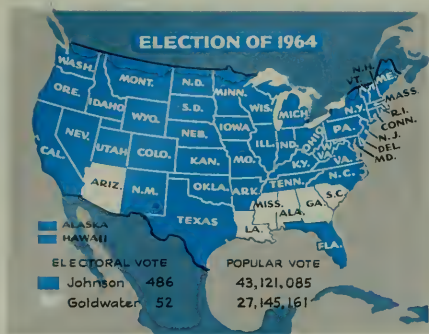 ELECTION OF 1964
WASH.
MONT.
N.D.
MINN.
N.H.
VT.
ME.
ORE.
IDAHO
WYO.
S.D.
WIS.
MICH.
N.Y.
MASS.
R.I.
CONN.
N.J.
DEL.
MD.
NEV.
UTAH
COLO.
NEB.
IOWA
ILL.
IND.
OHIO
PA.
W.VA.
VA.
CAL.
KAN.
MO.
KY.
ARIZ.
N.M.
OKLA.
ARK.
TENN.
N.C.
S.C.
TEXAS
LA.
MISS.
ALA.
GA.
FLA.
ALASKA
HAWAII
ELECTORAL VOTE POPULAR VOTE
Johnson 486 43,121,085
Goldwater 52 27,145,161